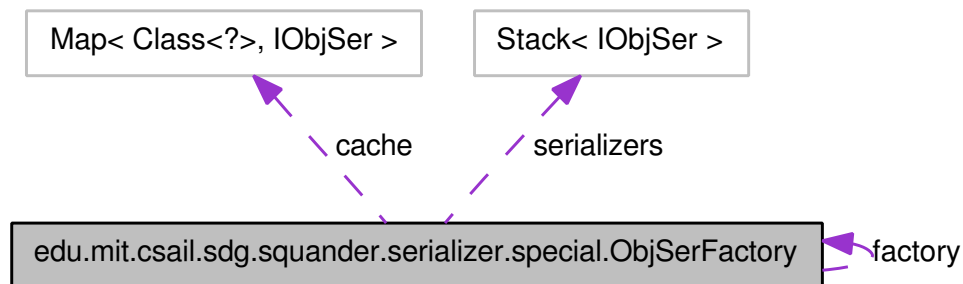 Map< Class<?>, IObjSer >
Stack< IObjSer >
cache
serializers
edu.mit.csail.sdg.squander.serializer.special.ObjSerFactory
factory